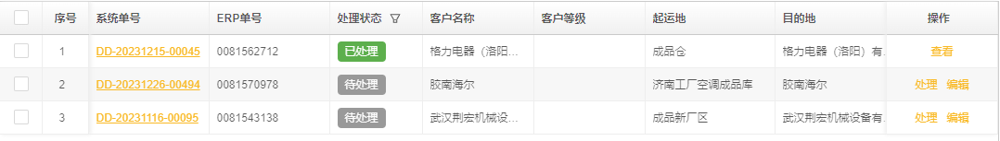 序号 系统单号 ERP单号 处理状态 客户名称 客户等级 起运地 目的地 操作
1 DD-20231215-00045 0081562712 已处理 格力电器（洛阳... 成品仓 格力电器（洛阳）有... 查看
2 DD-20231226-00494 0081570978 待处理 胶南海尔 济南工厂空调成品库 胶南海尔 处理 编辑
3 DD-20231116-00095 0081543138 待处理 武汉荆宏机械设... 成品新厂区 武汉荆宏机械设备有... 处理 编辑